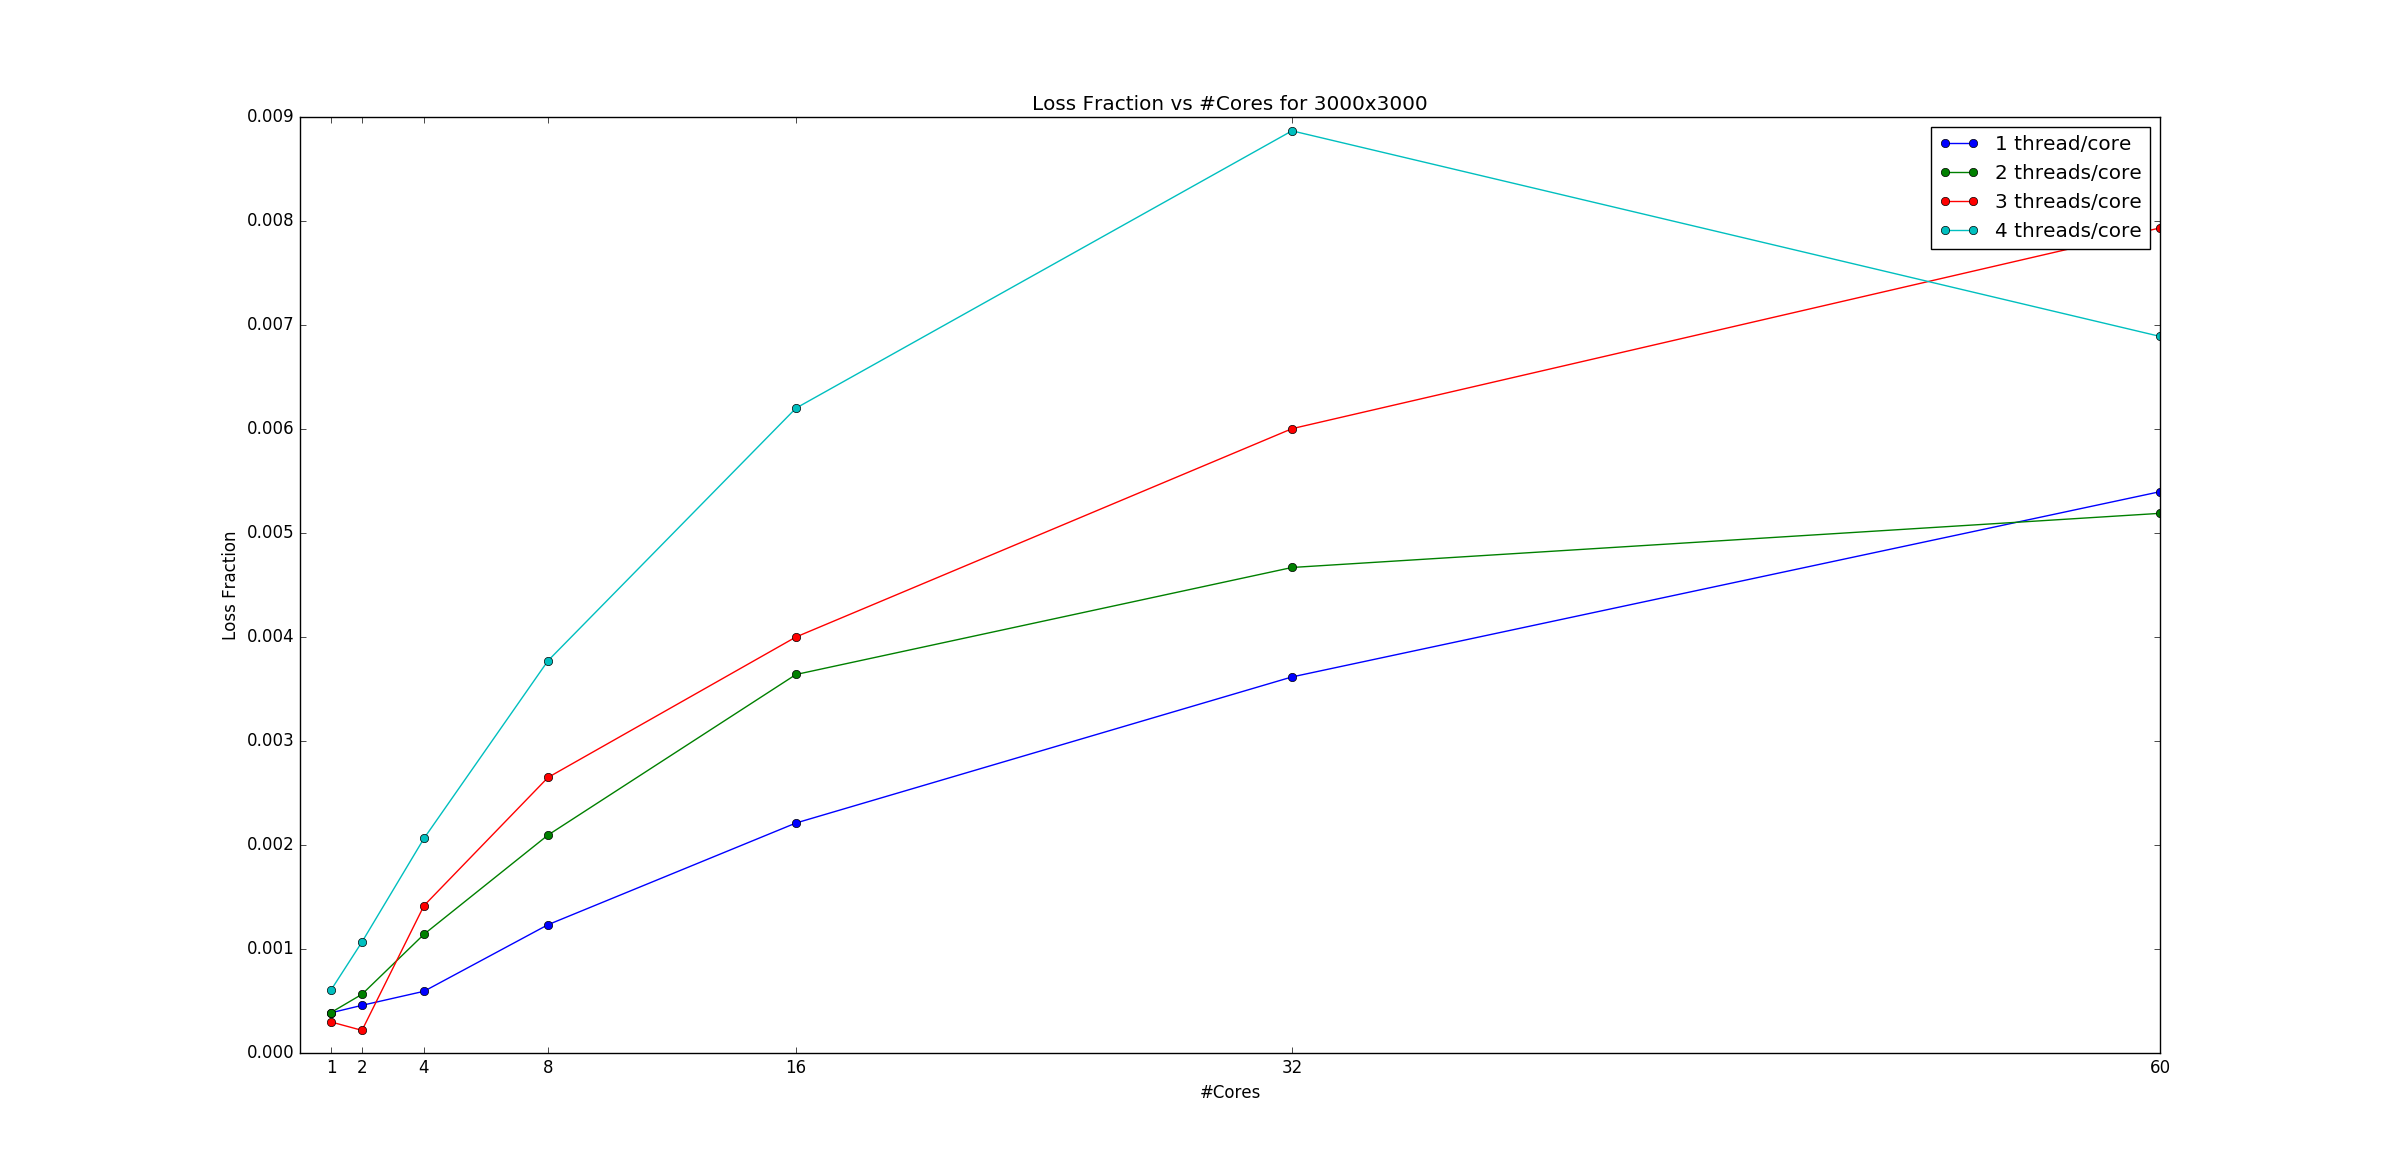 Loss Fraction vs #Cores for 3000x3000
0.009
0.008
0.007
0.006
0.005
0.004
0.003
0.002
0.001
0.000
Loss Fraction
1 thread/core
2 threads/core
3 threads/core
4 threads/core
1 2 4 8 16 32 60
#Cores